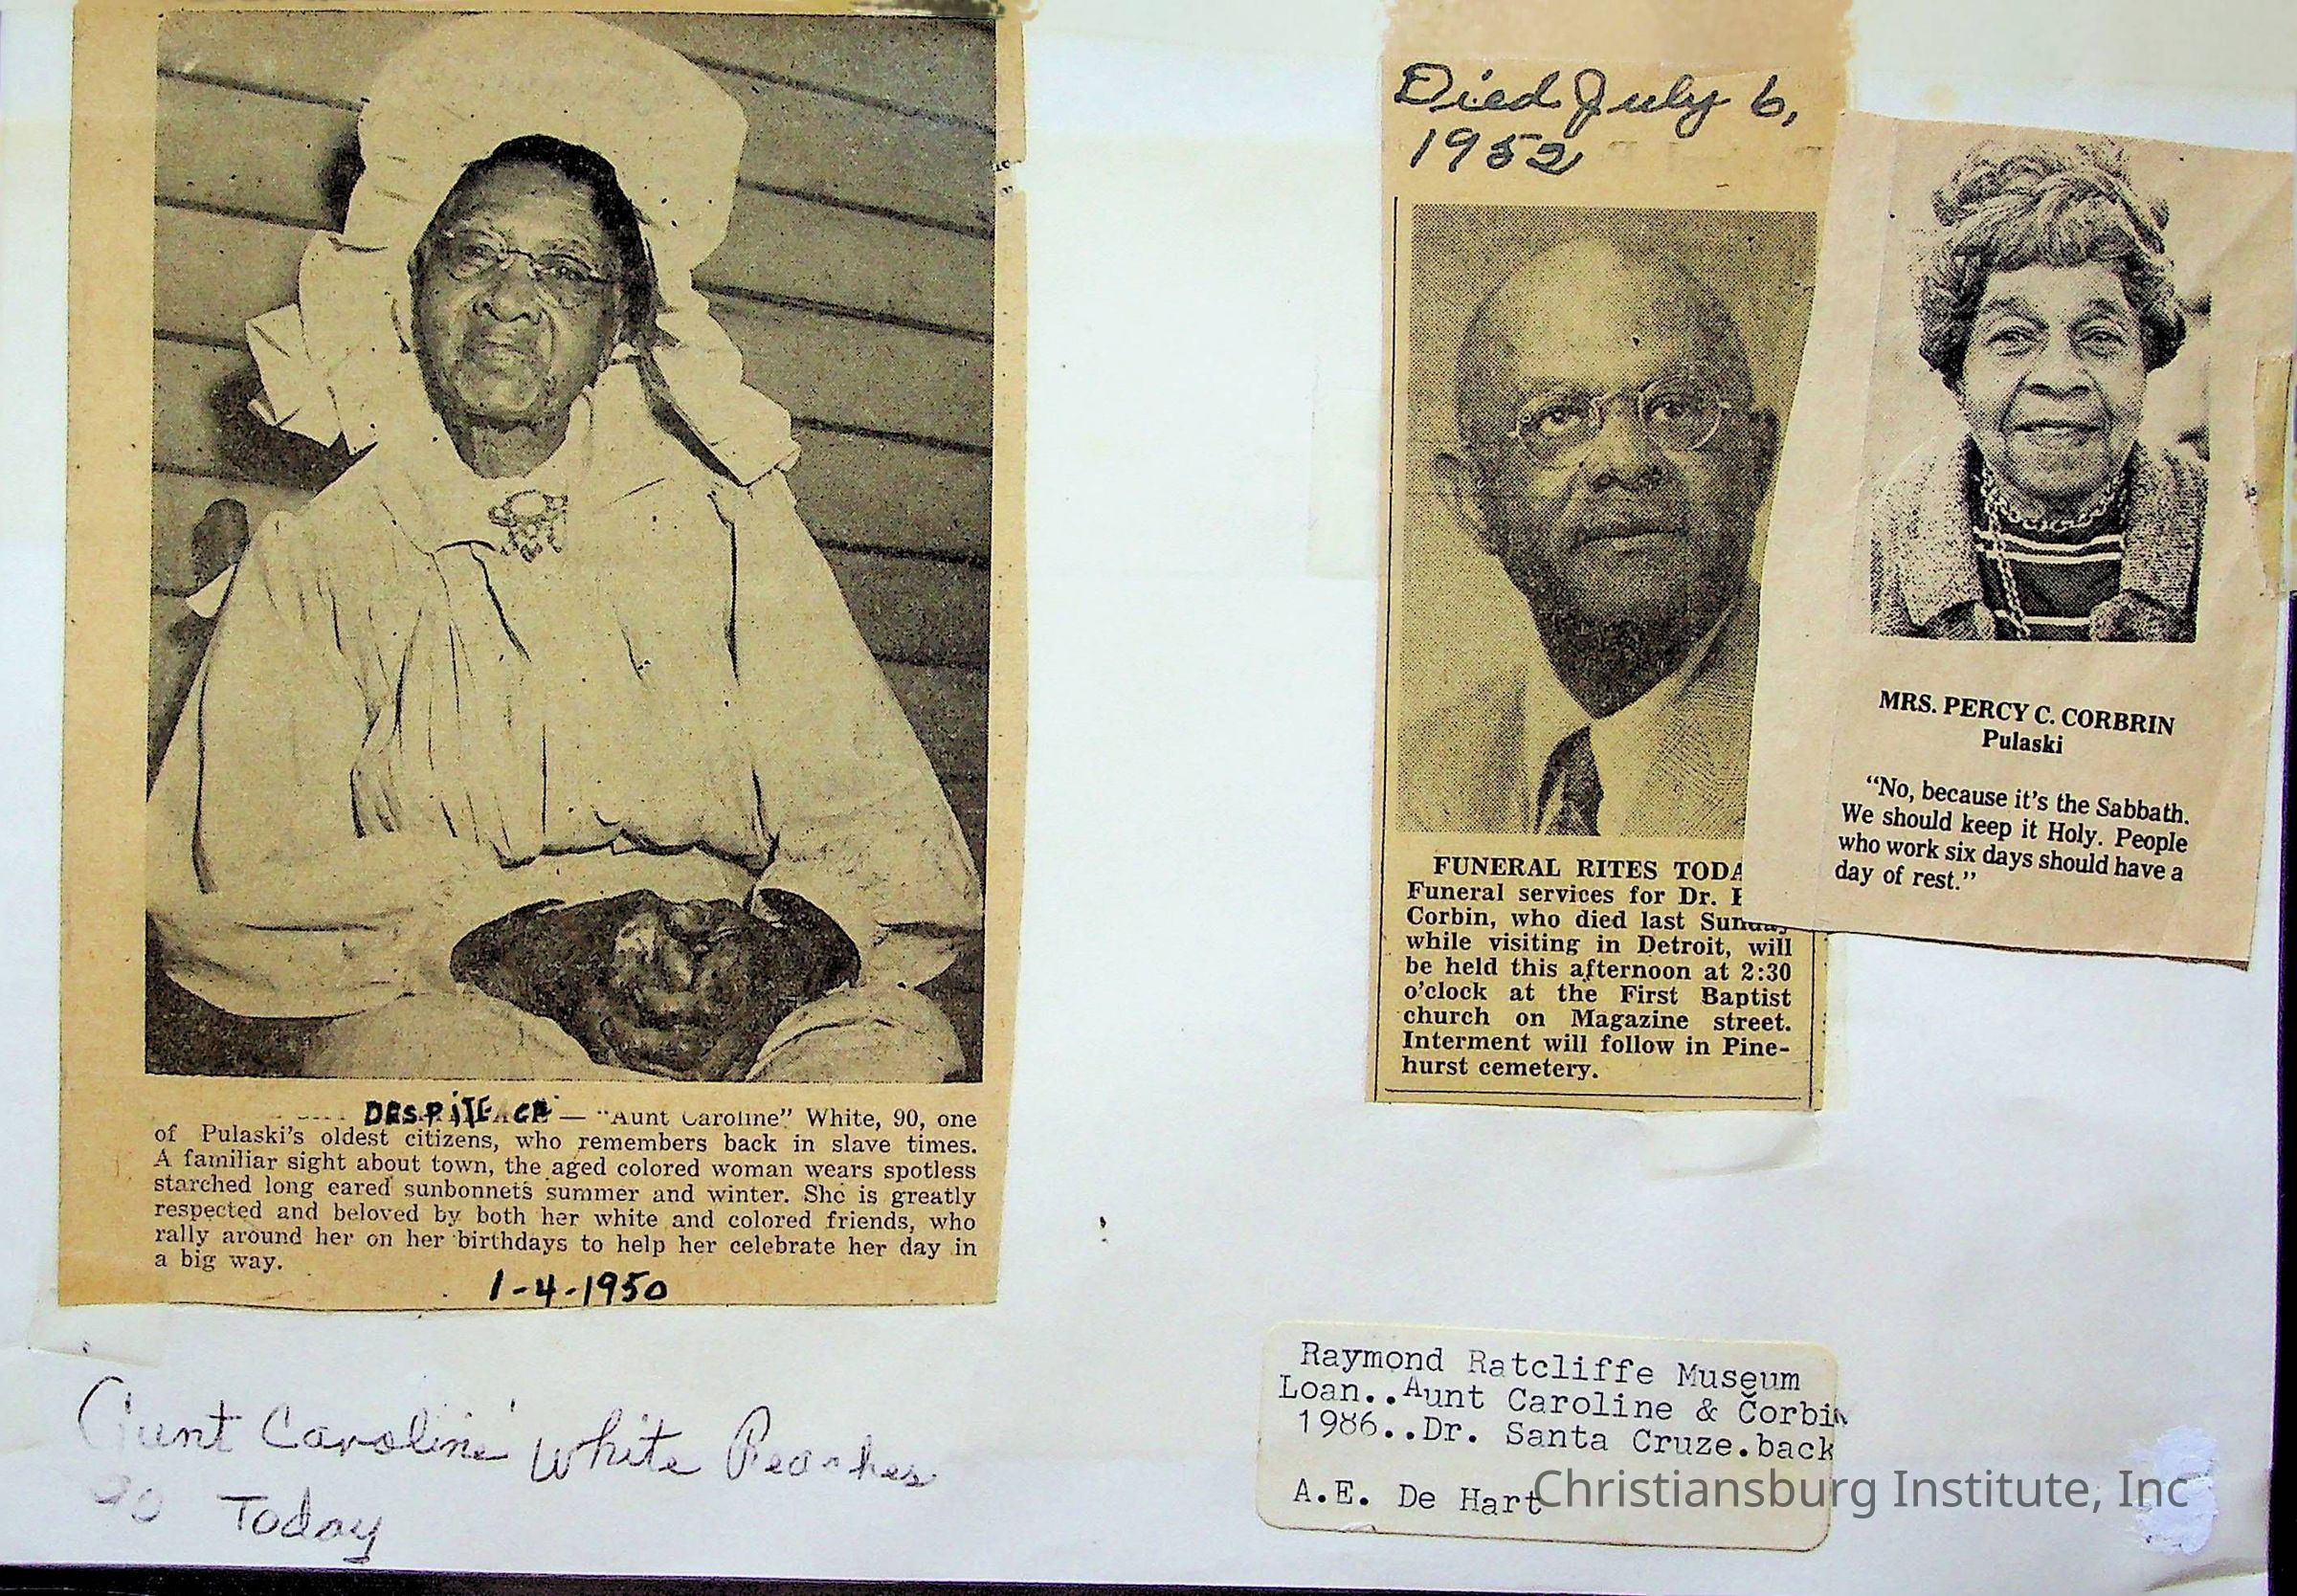 DESPITE AGE — "Aunt Caroline" White, 90, one
of Pulaski's oldest citizens, who remembers back in slave times.
A familiar sight about town, the aged colored woman wears spotless
starched long eared sunbonnets summer and winter. She is greatly
respected and beloved by both her white and colored friends, who
rally around her on her birthdays to help her celebrate her day in
a big way.
1-4-1950
Aunt Caroline White Reaches
90 Today
Died July 6,
1952
FUNERAL RITES TODA
Funeral services for Dr.
Corbin, who died last Sunday
while visiting in Detroit, will
be held this afternoon at 2:30
o'clock at the First Baptist
church on Magazine street.
Interment will follow in Pine-
hurst cemetery.
MRS. PERCY C. CORBRIN
Pulaski
"No, because it's the Sabbath.
We should keep it Holy. People
who work six days should have a
day of rest."
Raymond Ratcliffe Museum
Loan..Aunt Caroline & Corbin
1986..Dr. Santa Cruze.back
A.E. De Hart
Christiansburg Institute, Inc